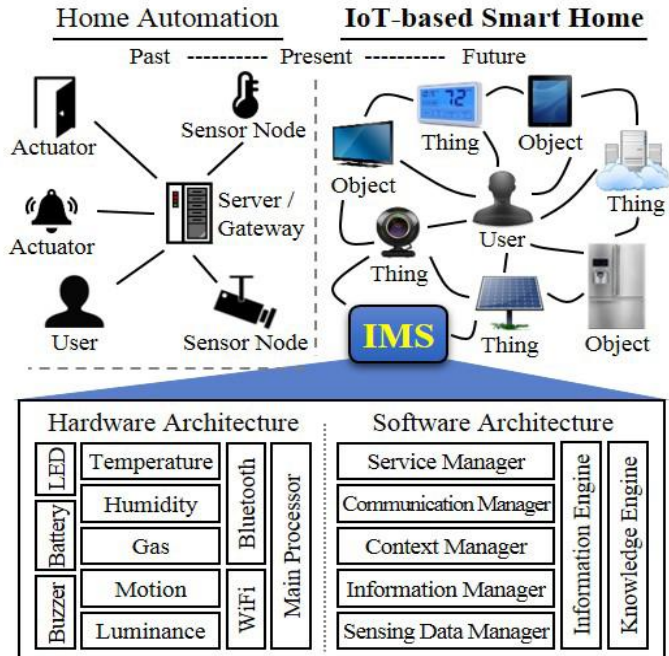 Home Automation
IoT-based Smart Home
Past ---------- Present ---------- Future
Actuator
Sensor Node
Actuator
Server /
Gateway
User
Sensor Node
72
Thing
Object
Object
Thing
User
Thing
IMS
Thing
Object
Hardware Architecture
LED
Battery
Buzzer
Temperature
Humidity
Gas
Motion
Luminance
Bluetooth
WiFi
Main Processor
Software Architecture
Service Manager
Communication Manager
Context Manager
Information Manager
Sensing Data Manager
Information Engine
Knowledge Engine